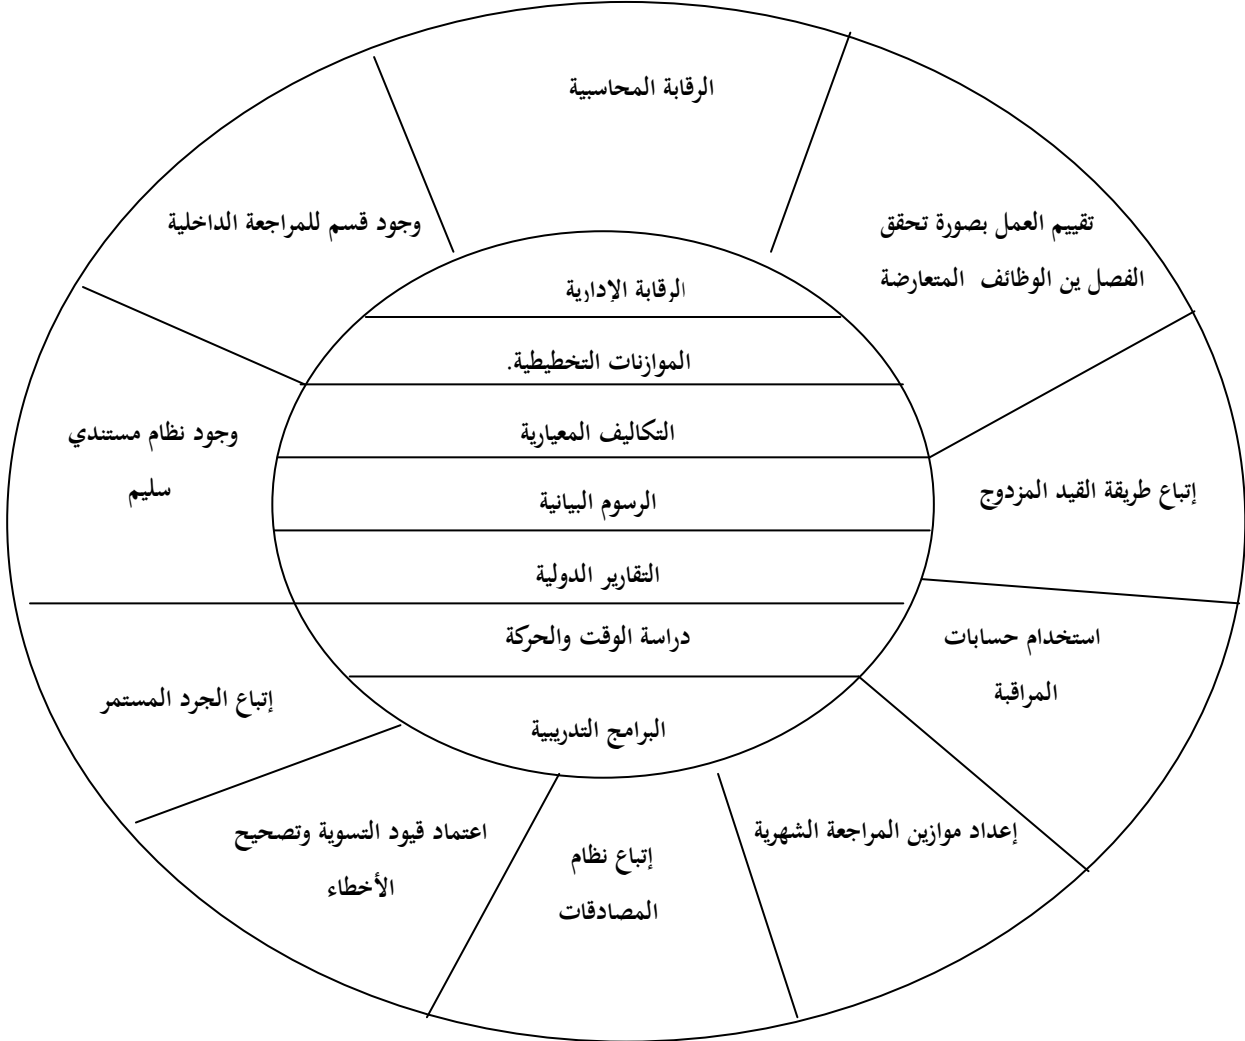 الرقابة المحاسبية
تقييم العمل بصورة تحقق
الفصل ين الوظائف المتعارضة
وجود قسم للمراجعة الداخلية
الرقابة الإدارية
الموازنات التخطيطية.
التكاليف المعيارية
الرسوم البيانية
التقارير الدولية
دراسة الوقت والحركة
البرامج التدريبية
إتباع طريقة القيد المزدوج
استخدام حسابات
المراقبة
إعداد موازين المراجعة الشهرية
إتباع نظام
المصادقات
اعتماد قيود التسوية وتصحيح
الأخطاء
إتباع الجرد المستمر
وجود نظام مستندي
سليم